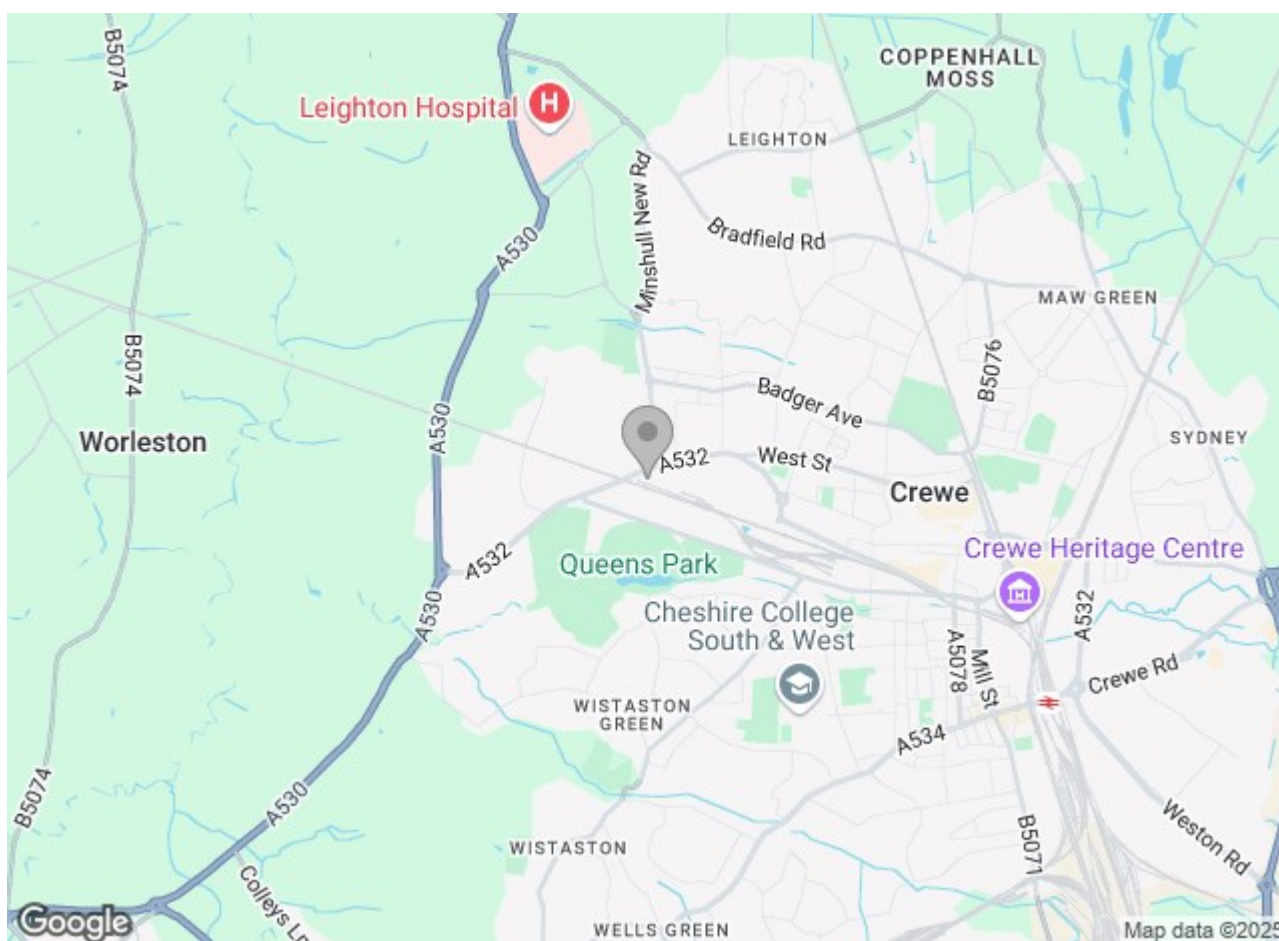 B5074
COPPENHALL
MOSS
Leighton Hospital
H
LEIGHTON
Minshull New Rd
Bradfield Rd
A530
MAW GREEN
B5074
B5076
Badger Ave
A530
Worleston
SYDNEY
A532
West St
Crewe
A532
Queens Park
Crewe Heritage Centre
A530
Cheshire College
South & West
A532
A5078
Mill St
Crewe Rd
WISTASTON
GREEN
A534
B5074
A530
Weston Rd
B5071
WISTASTON
Colleys Ln
WELLS GREEN
Google
Map data ©2025